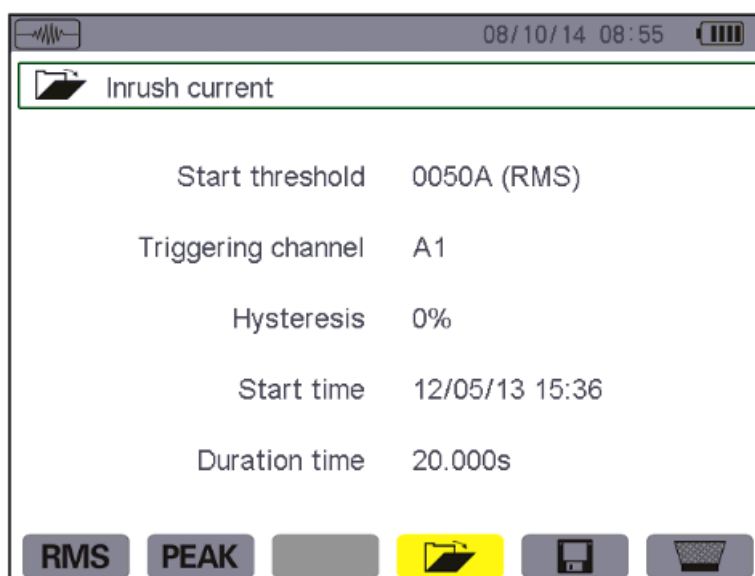 08/10/14 08:55
Inrush current
Start threshold 0050A (RMS)
Triggering channel A1
Hysteresis 0%
Start time 12/05/13 15:36
Duration time 20.000s
RMS PEAK